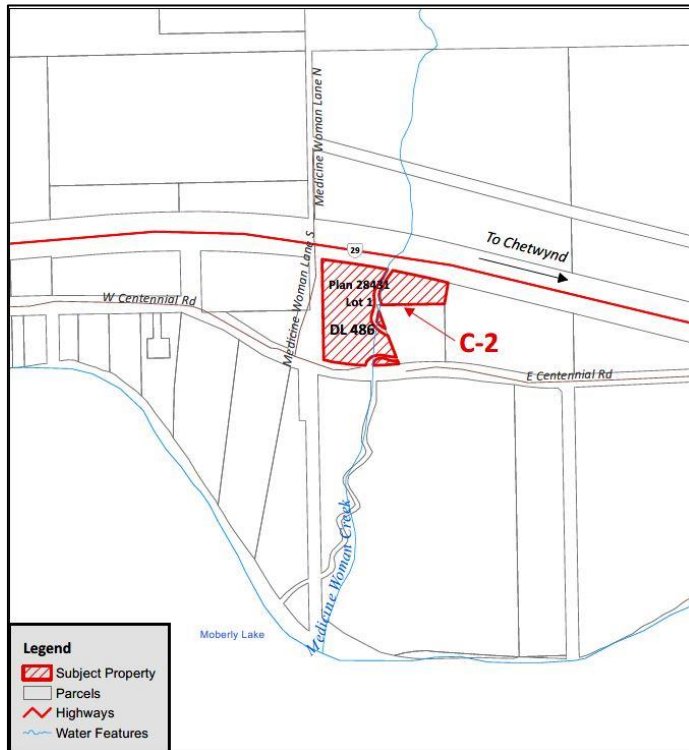 Medicine Woman Lane N
29
To Chetwynd
Medicine Woman Lane S
Plan 28431
Lot 1
W Centennial Rd
DL 486
C-2
E Centennial Rd
Medicine Woman Creek
Moberly Lake
Legend
Subject Property
Parcels
Highways
Water Features